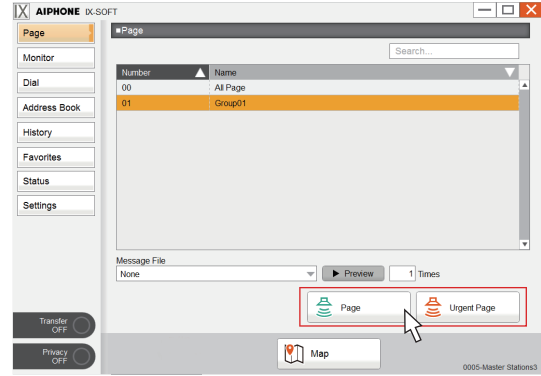 IX AIPHONE IX-SOFT
Page
Monitor
Dial
Address Book
History
Favorites
Status
Settings
Transfer
OFF
Privacy
OFF
■Page
Search...
Number Name
00 All Page
01 Group01
Message File
None Preview 1 Times
Page Urgent Page
Map
0005-Master Stations3